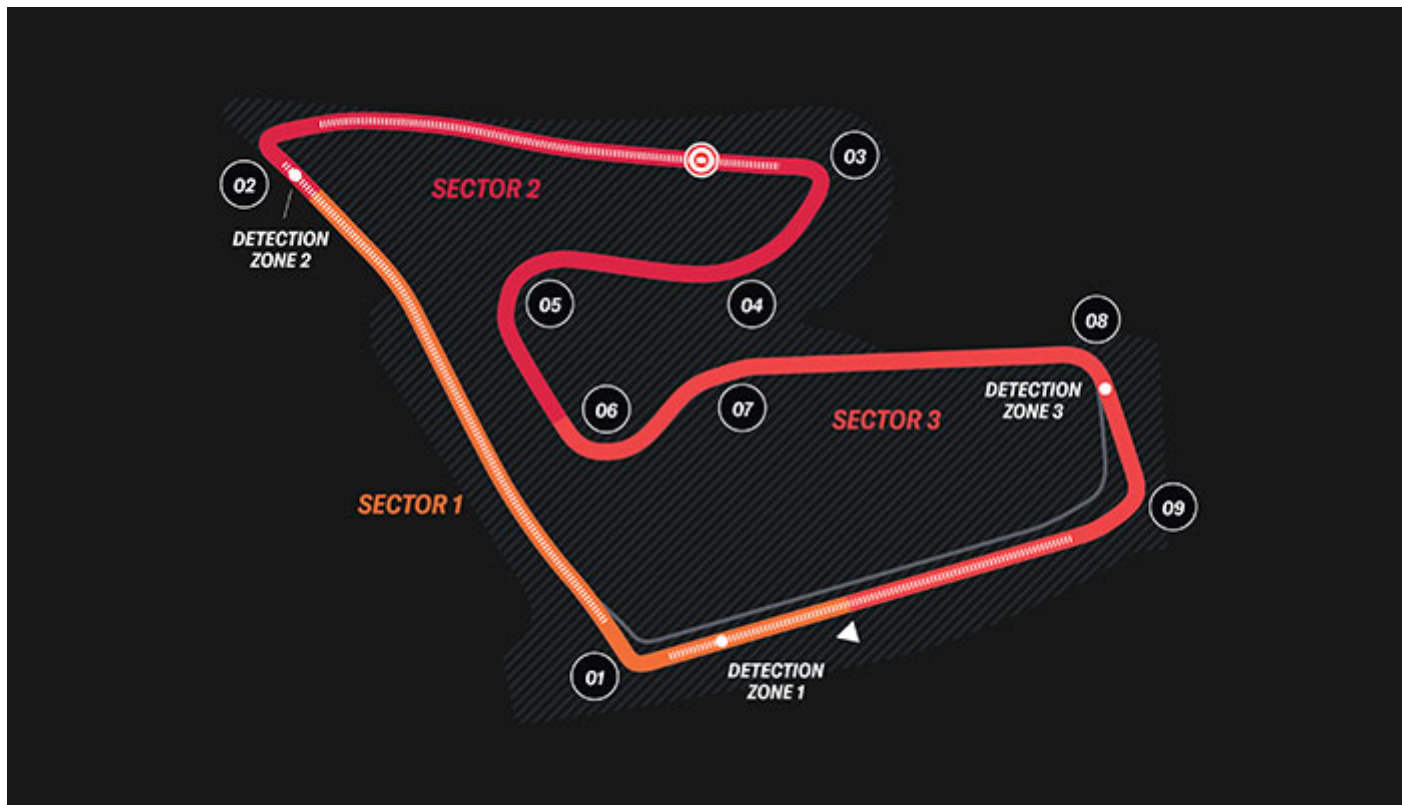 03
02
SECTOR 2
DETECTION
ZONE 2
05
04
08
DETECTION
ZONE 3
06
07
SECTOR 3
SECTOR 1
09
01
DETECTION
ZONE 1